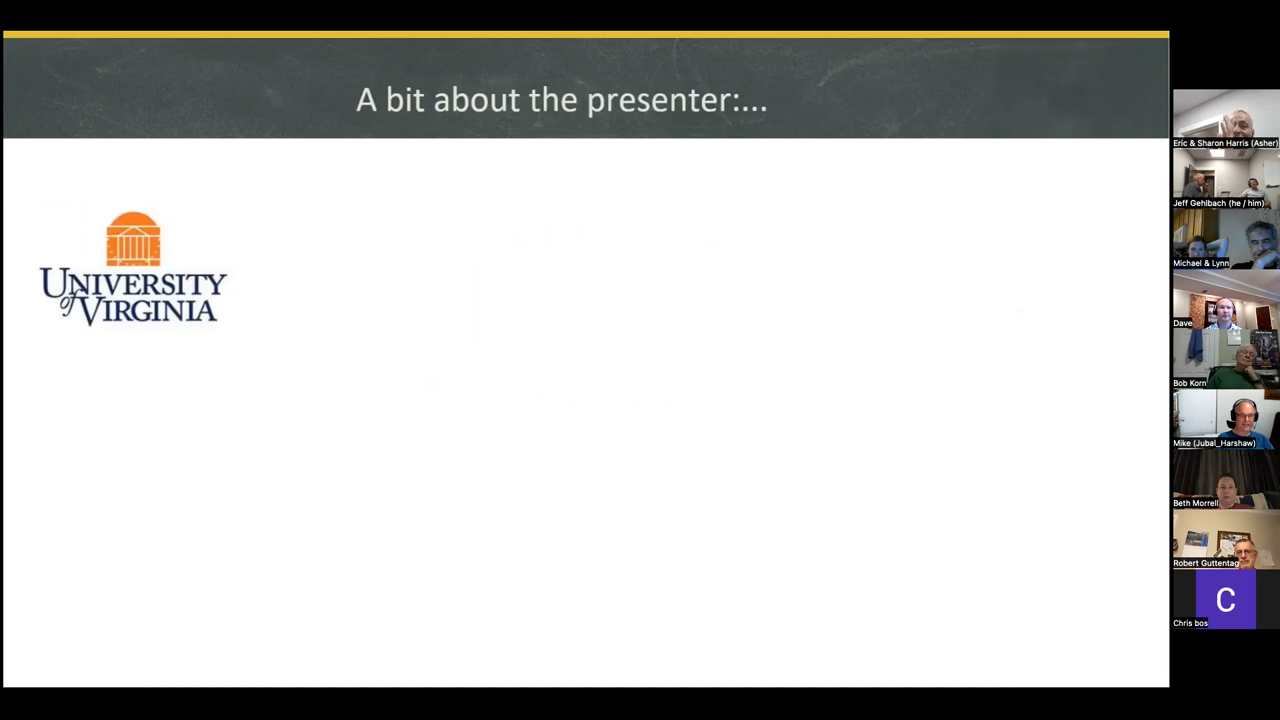 A bit about the presenter:...
UNIVERSITY
of VIRGINIA
Eric & Sharon Harris (Asher)
Jeff Gehlbach (he / him)
Michael & Lynn
Dave
Bob Korn
Mike (Jubal_Harshaw)
Beth Morrell
Robert Guttentag
C
Chris bos